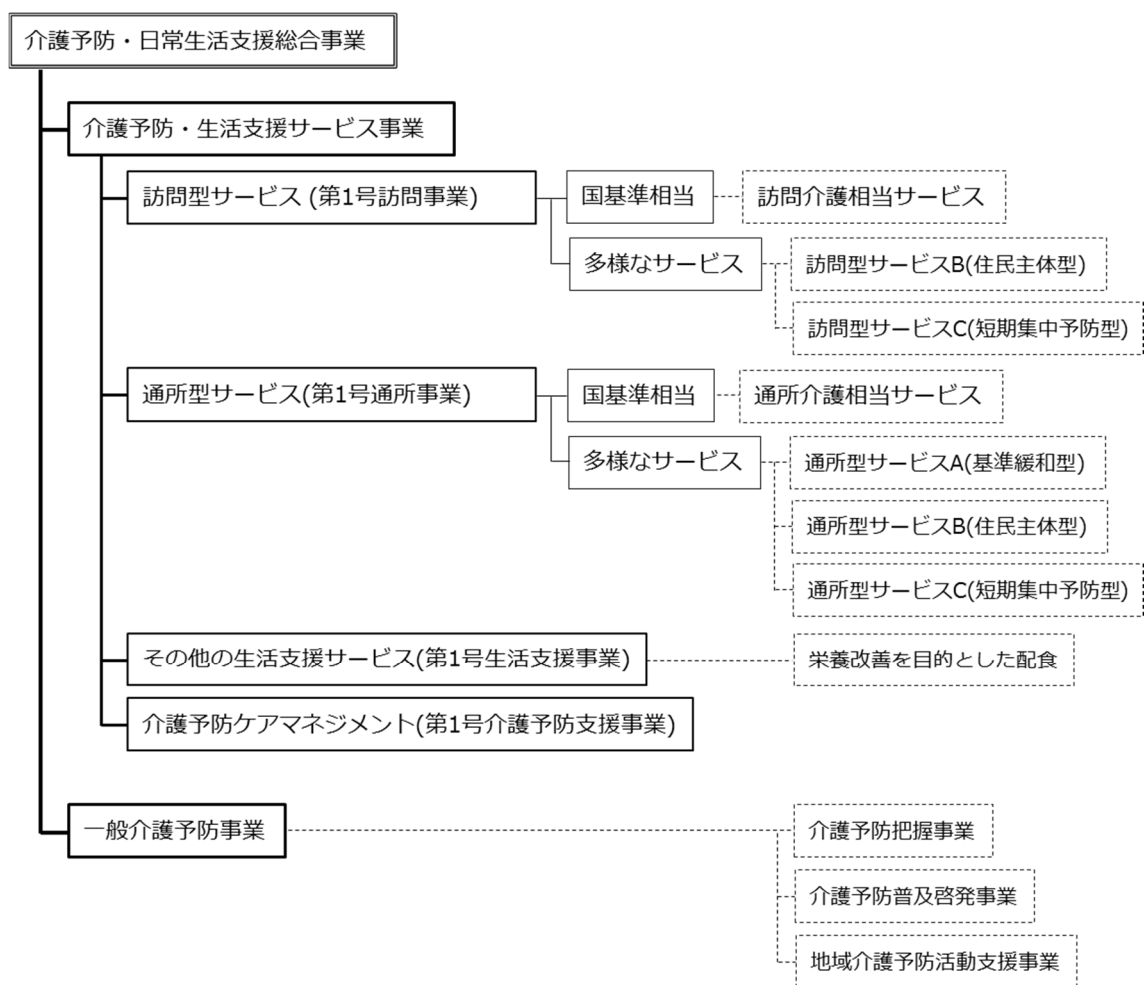 介護予防・日常生活支援総合事業
介護予防・生活支援サービス事業
訪問型サービス (第1号訪問事業)
国基準相当
訪問介護相当サービス
多様なサービス
訪問型サービスB(住民主体型)
訪問型サービスC(短期集中予防型)
通所型サービス(第1号通所事業)
国基準相当
通所介護相当サービス
多様なサービス
通所型サービスA(基準緩和型)
通所型サービスB(住民主体型)
通所型サービスC(短期集中予防型)
その他の生活支援サービス(第1号生活支援事業)
栄養改善を目的とした配食
介護予防ケアマネジメント(第1号介護予防支援事業)
一般介護予防事業
介護予防把握事業
介護予防普及啓発事業
地域介護予防活動支援事業